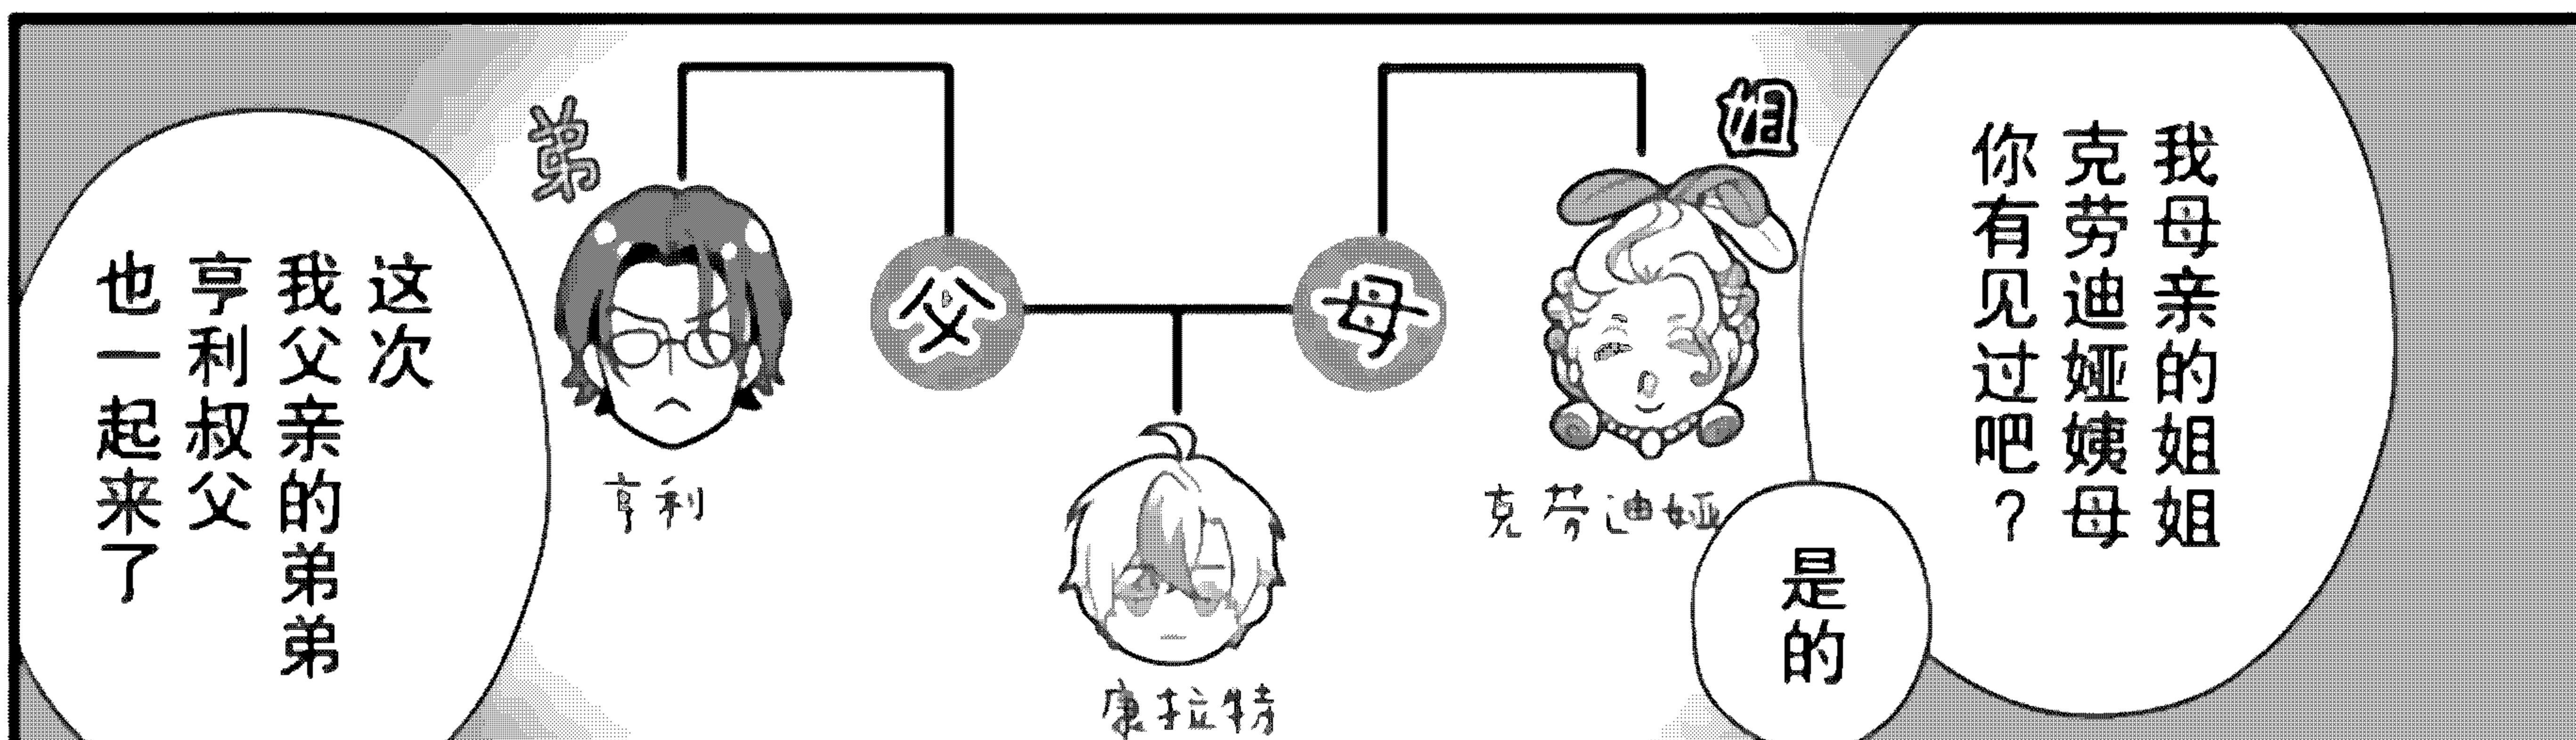 我母亲的姐姐
克劳迪娅姨母
你有见过吧？
是的
姐
克劳迪娅
母
父
康拉特
弟
亨利
这次
我父亲的弟弟
亨利叔父
也一起来了